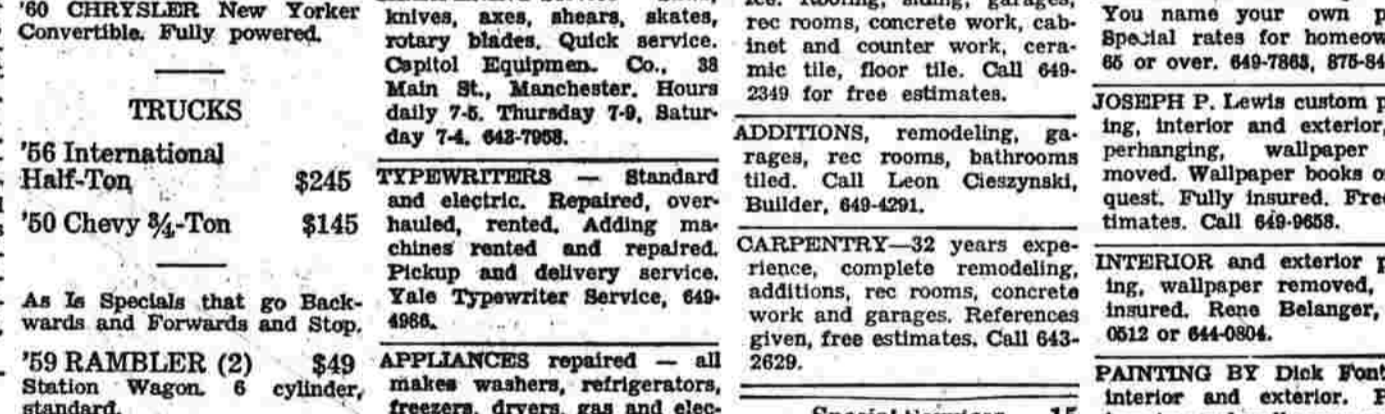 '60 CHRYSLER New Yorker
Convertible. Fully powered.
TRUCKS
'56 International
Half-Ton $245
'50 Chevy ¾-Ton $145
As Is Specials that go Back-
wards and Forwards and Stop.
'59 RAMBLER (2) $49
Station Wagon. 6 cylinder,
standard.
knives, axes, shears, skates,
rotary blades. Quick service.
Capitol Equipmen. Co., 38
Main St., Manchester. Hours
daily 7-5. Thursday 7-9, Satur-
day 7-4. 643-7958.
TYPEWRITERS — Standard
and electric. Repaired, over-
hauled, rented. Adding ma-
chines rented and repaired.
Pickup and delivery service.
Yale Typewriter Service, 649-
4986.
APPLIANCES repaired — all
makes washers, refrigerators,
freezers, dryers, gas and elec-
rec rooms, concrete work, cab-
inet and counter work, cera-
mic tile, floor tile. Call 649-
2349 for free estimates.
ADDITIONS, remodeling, ga-
rages, rec rooms, bathrooms
tiled. Call Leon Cieszynski,
Builder, 649-4291.
CARPENTRY—32 years expe-
rience, complete remodeling,
additions, rec rooms, concrete
work and garages. References
given, free estimates. Call 643-
2629.
You name your own p
Special rates for homeow
65 or over. 649-7863, 875-84
JOSEPH P. Lewis custom p
ing, interior and exterior,
perhanging, wallpaper
moved. Wallpaper books o
quest. Fully insured. Free
timates. Call 649-9658.
INTERIOR and exterior p
ing, wallpaper removed,
insured. Rene Belanger,
0512 or 644-0804.
PAINTING BY Dick Font
interior and exterior. F